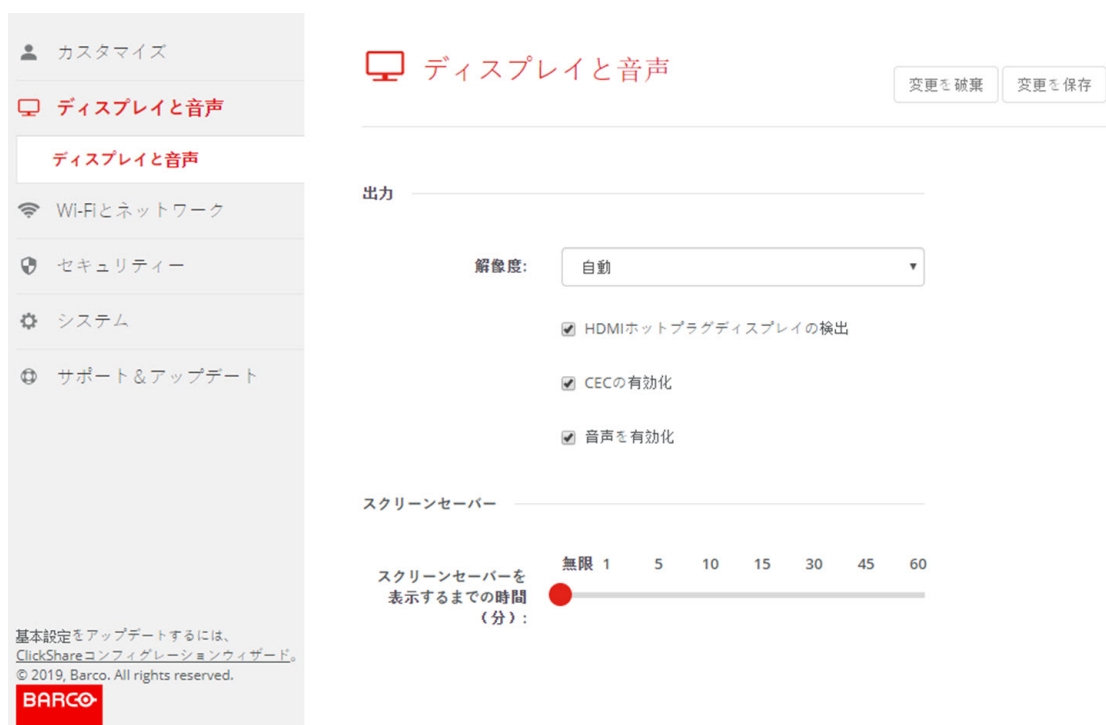 カスタマイズ
ディスプレイと音声
ディスプレイと音声
Wi-Fiとネットワーク
セキュリティー
システム
サポート＆アップデート
基本設定をアップデートするには、
ClickShareコンフィグレーションウィザード。
© 2019, Barco. All rights reserved.
BARCO
ディスプレイと音声
変更を破棄
変更を保存
出力
解像度:
自動
HDMIホットプラグディスプレイの検出
CECの有効化
音声を有効化
スクリーンセーバー
スクリーンセーバーを
表示するまでの時間
（分）:
無限 1 5 10 15 30 45 60